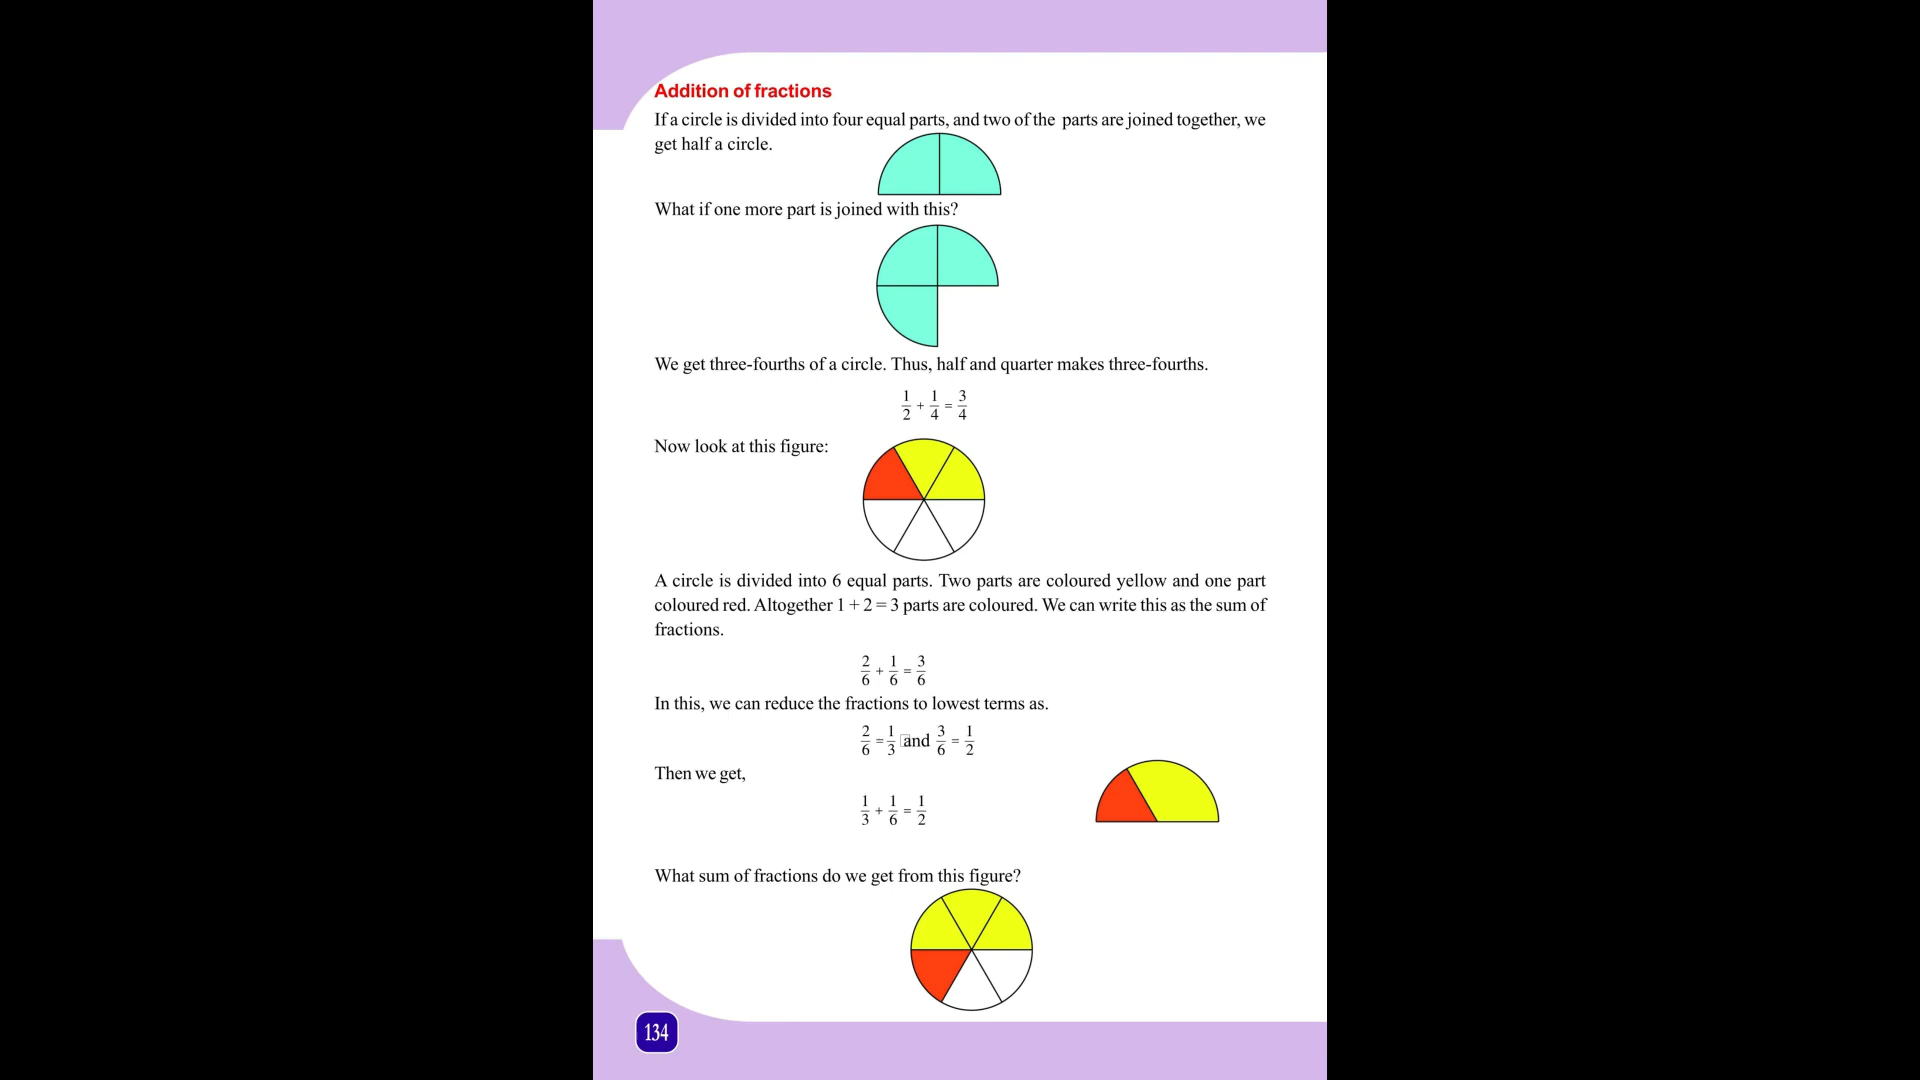 Addition of fractions
If a circle is divided into four equal parts, and two of the parts are joined together, we
get half a circle.
What if one more part is joined with this?
We get three-fourths of a circle. Thus, half and quarter makes three-fourths.
1/2 + 1/4 = 3/4
Now look at this figure:
A circle is divided into 6 equal parts. Two parts are coloured yellow and one part
coloured red. Altogether 1 + 2 = 3 parts are coloured. We can write this as the sum of
fractions.
2/6 + 1/6 = 3/6
In this, we can reduce the fractions to lowest terms as.
2/6 = 1/3 and 3/6 = 1/2
Then we get,
1/3 + 1/6 = 1/2
What sum of fractions do we get from this figure?
134